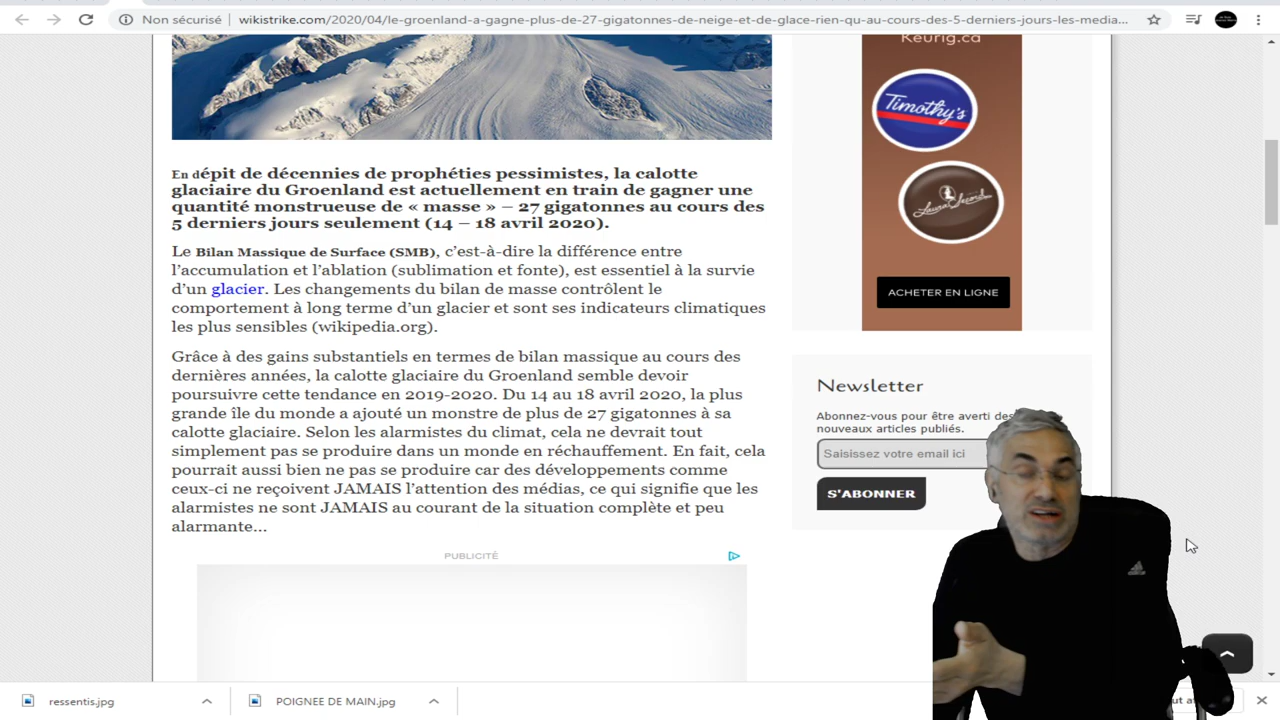 Non sécurisé
wikistrike.com/2020/04/le-groenland-a-gagne-plus-de-27-gigatonnes-de-neige-et-de-glace-rien-qu-au-cours-des-5-derniers-jours-les-media...
En dépit de décennies de prophéties pessimistes, la calotte
glaciaire du Groenland est actuellement en train de gagner une
quantité monstrueuse de « masse » – 27 gigatonnes au cours des
5 derniers jours seulement (14 – 18 avril 2020).
Le Bilan Massique de Surface (SMB), c’est-à-dire la différence entre
l’accumulation et l’ablation (sublimation et fonte), est essentiel à la survie
d’un glacier. Les changements du bilan de masse contrôlent le
comportement à long terme d’un glacier et sont ses indicateurs climatiques
les plus sensibles (wikipedia.org).
Grâce à des gains substantiels en termes de bilan massique au cours des
dernières années, la calotte glaciaire du Groenland semble devoir
poursuivre cette tendance en 2019-2020. Du 14 au 18 avril 2020, la plus
grande île du monde a ajouté un monstre de plus de 27 gigatonnes à sa
calotte glaciaire. Selon les alarmistes du climat, cela ne devrait tout
simplement pas se produire dans un monde en réchauffement. En fait, cela
pourrait aussi bien ne pas se produire car des développements comme
ceux-ci ne reçoivent JAMAIS l’attention des médias, ce qui signifie que les
alarmistes ne sont JAMAIS au courant de la situation complète et peu
alarmante...
PUBLICITÉ
Keurig.ca
Timothy's
Laura Secord
ACHETER EN LIGNE
Newsletter
Abonnez-vous pour être averti des
nouveaux articles publiés.
Saisissez votre email ici
S'ABONNER
ressentis.jpg
POIGNEE DE MAIN.jpg